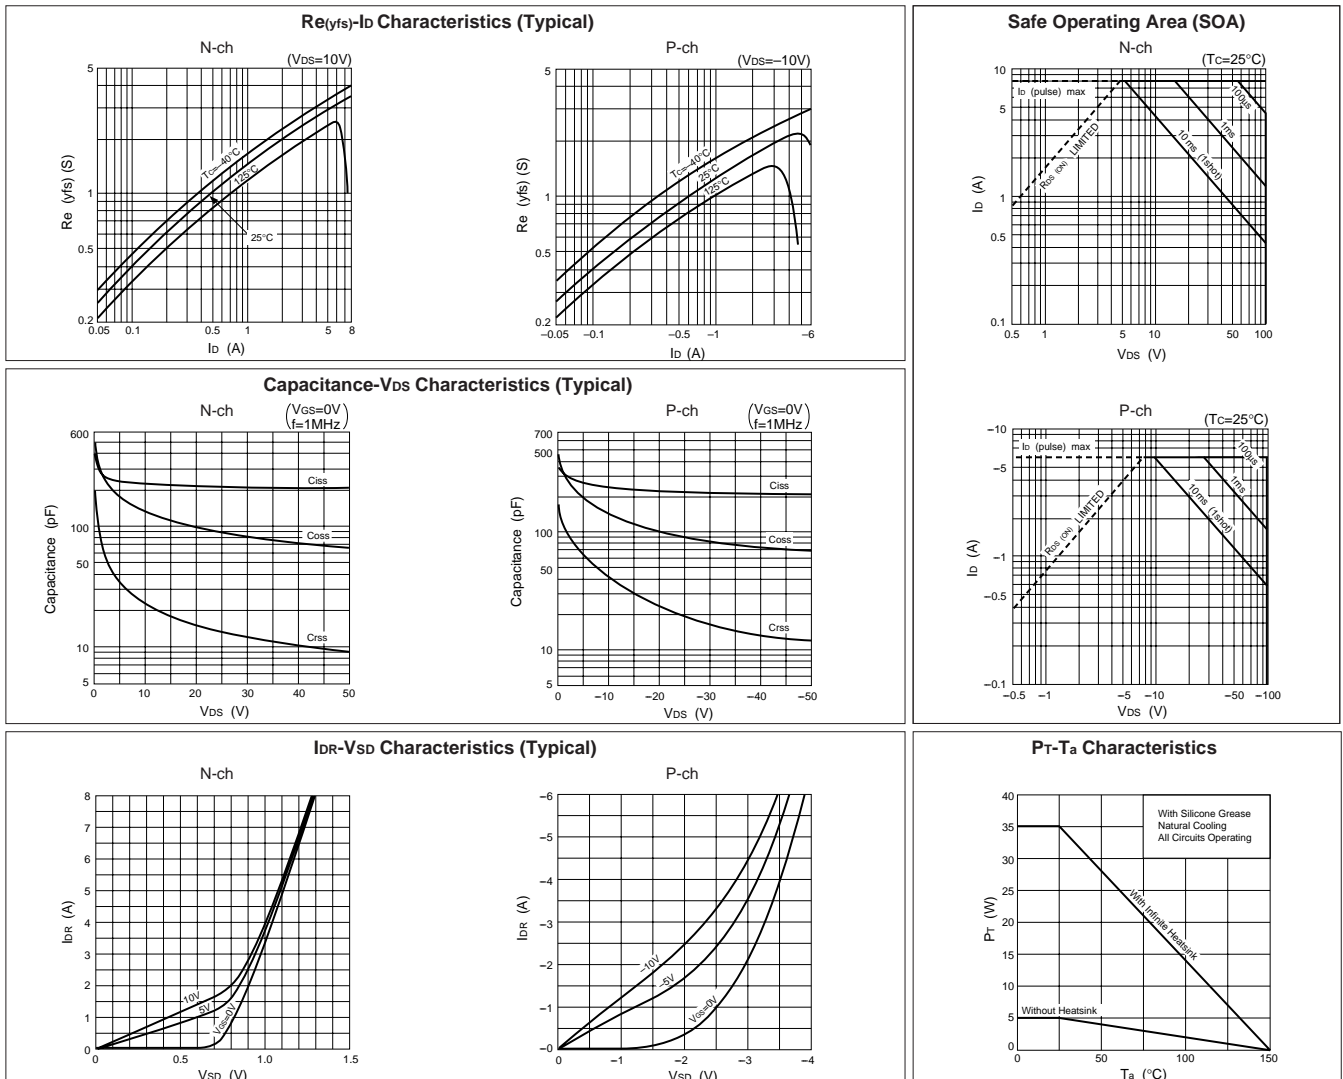 Re(yfs)-ID Characteristics (Typical)
N-ch
(VDS=10V)
5
1
0.5
0.2
Re (yfs) (S)
TC=–40°C
125°C
25°C
0.05 0.1 0.5 1 5 8
ID (A)
P-ch
(VDS=–10V)
5
1
0.5
0.2
Re (yfs) (S)
TC=–40°C
25°C
125°C
–0.05 –0.1 –0.5 –1 –6
ID (A)
Safe Operating Area (SOA)
N-ch
(TC=25°C)
10
5
1
0.5
0.1
ID (A)
ID (pulse) max
RDS (ON) LIMITED
100µs
1ms
10ms (1shot)
0.5 1 5 10 50 100
VDS (V)
P-ch
(TC=25°C)
–10
–5
–1
–0.5
–0.1
ID (A)
ID (pulse) max
RDS (ON) LIMITED
100µs
1ms
10ms (1shot)
–0.5 –1 –5 –10 –50 –100
VDS (V)
Capacitance-VDS Characteristics (Typical)
N-ch
(VGS=0V
f=1MHz)
600
100
50
10
5
Capacitance (pF)
Ciss
Coss
Crss
0 10 20 30 40 50
VDS (V)
P-ch
(VGS=0V
f=1MHz)
700
500
100
50
10
5
Capacitance (pF)
Ciss
Coss
Crss
0 –10 –20 –30 –40 –50
VDS (V)
IDR-VSD Characteristics (Typical)
N-ch
8
7
6
5
4
3
2
1
0
IDR (A)
10V
5V
VGS=0V
0 0.5 1.0 1.5
VSD (V)
P-ch
–6
–5
–4
–3
–2
–1
–0
IDR (A)
–10V
–5V
VGS=0V
0 –1 –2 –3 –4
VSD (V)
PT-Ta Characteristics
40
35
30
25
20
15
10
5
0
PT (W)
With Silicone Grease
Natural Cooling
All Circuits Operating
With Infinite Heatsink
Without Heatsink
0 50 100 150
Ta (°C)